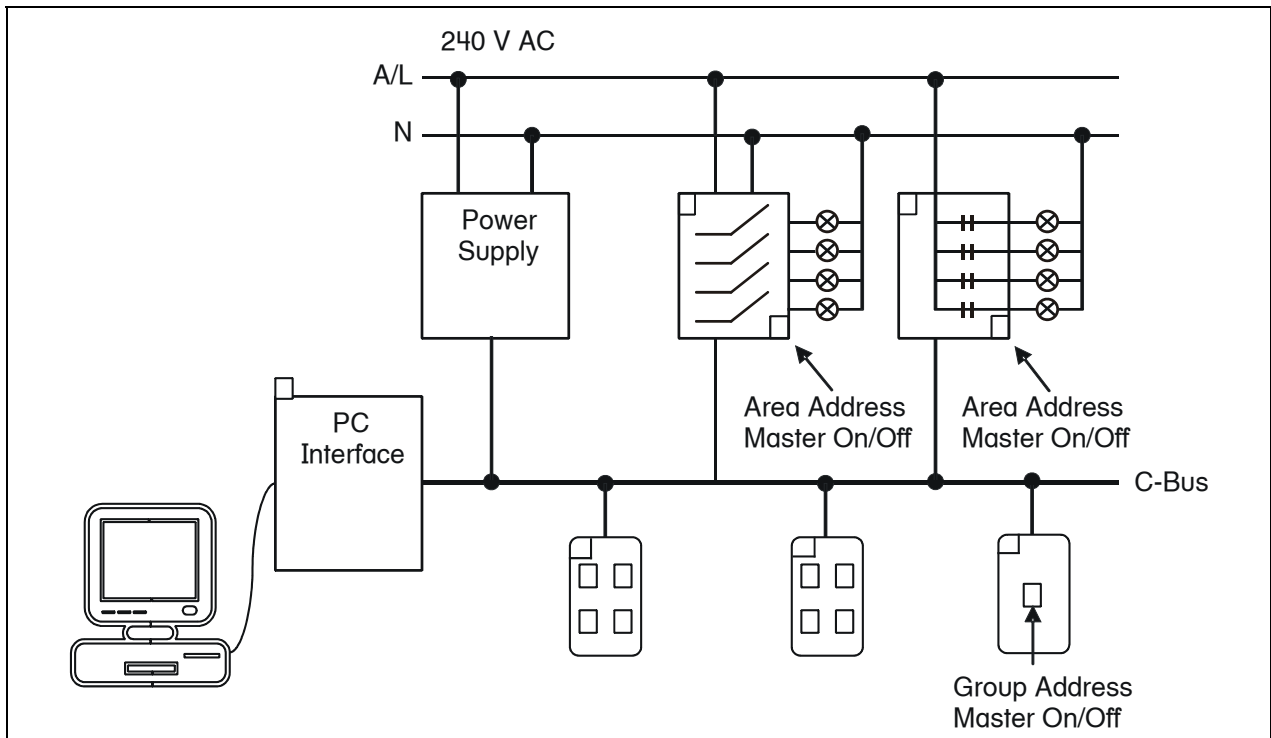 240 V AC
A/L
N
Power
Supply
Area Address
Master On/Off
Area Address
Master On/Off
PC
Interface
C-Bus
Group Address
Master On/Off